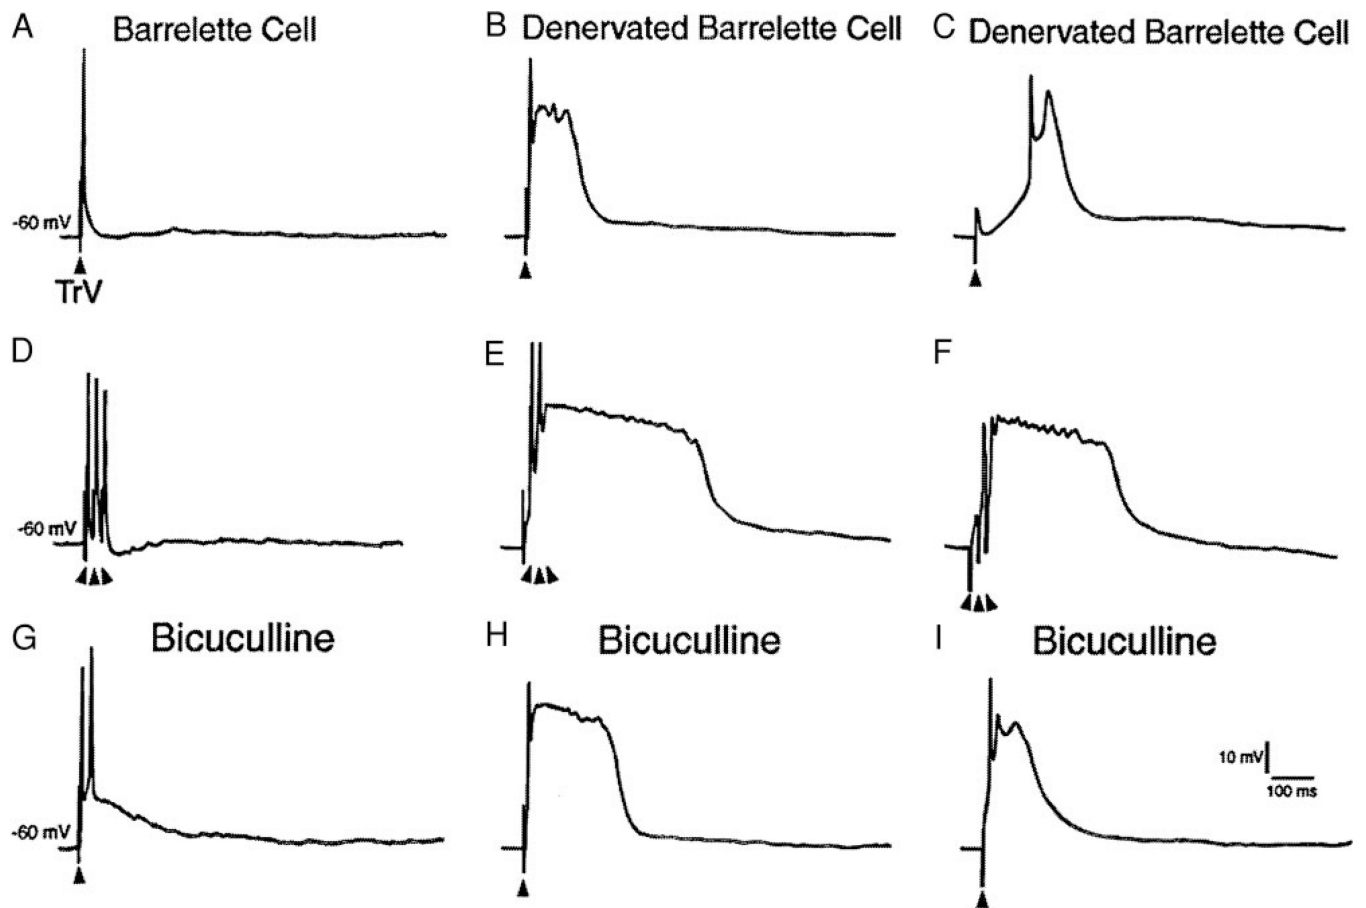 A Barrelette Cell
B Denervated Barrelette Cell
C Denervated Barrelette Cell
-60 mV
TrV
D
E
F
-60 mV
G Bicuculline
H Bicuculline
I Bicuculline
-60 mV
10 mV
100 ms